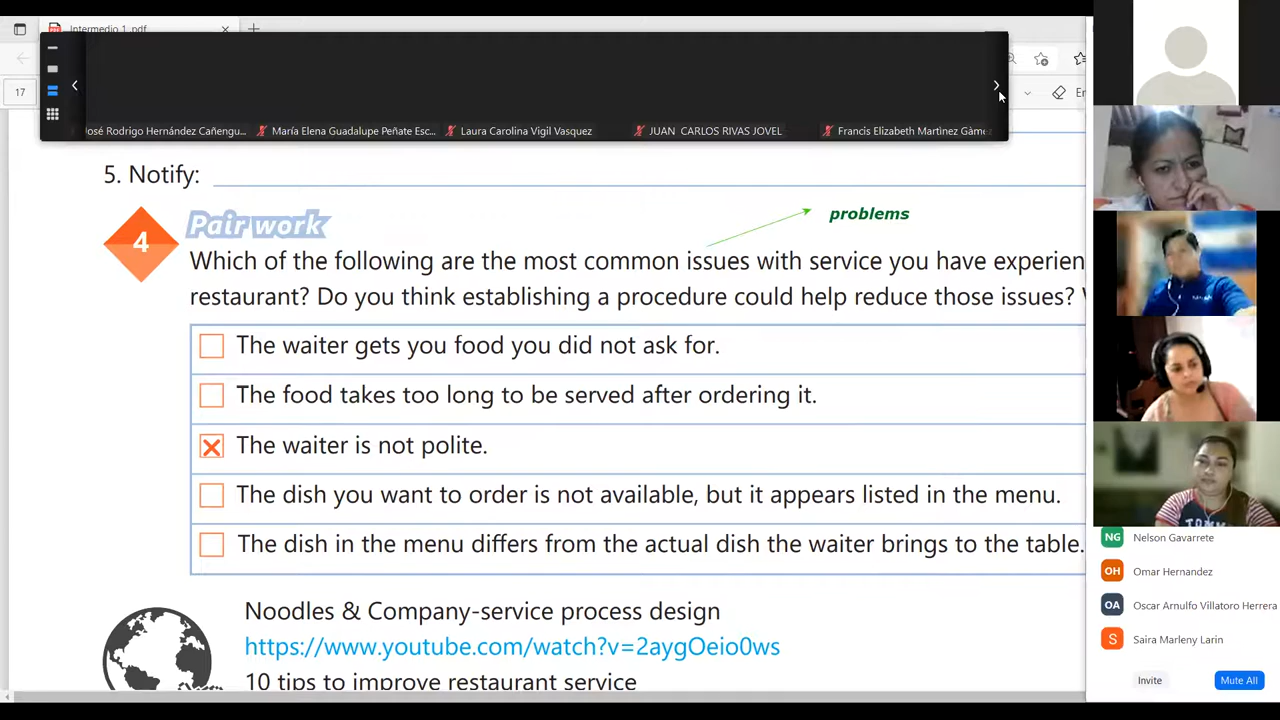 Intermedio 1 .pdf
17
José Rodrigo Hernández Cañengu...
María Elena Guadalupe Peñate Esc...
Laura Carolina Vigil Vasquez
JUAN CARLOS RIVAS JOVEL
Francis Elizabeth Martìnez Gàme
5. Notify:
4
Pair work
problems
Which of the following are the most common issues with service you have experien
restaurant? Do you think establishing a procedure could help reduce those issues?
The waiter gets you food you did not ask for.
The food takes too long to be served after ordering it.
The waiter is not polite.
The dish you want to order is not available, but it appears listed in the menu.
The dish in the menu differs from the actual dish the waiter brings to the table.
Noodles & Company-service process design
https://www.youtube.com/watch?v=2aygOeio0ws
10 tips to improve restaurant service
NG Nelson Gavarrete
OH Omar Hernandez
OA Oscar Arnulfo Villatoro Herrera
S Saira Marleny Larin
Invite
Mute All